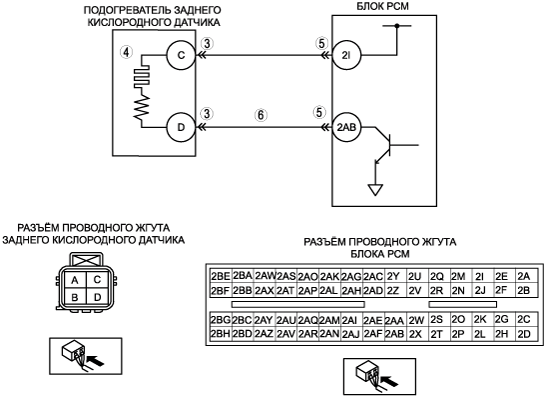 ПОДОГРЕВАТЕЛЬ ЗАДНЕГО
КИСЛОРОДНОГО ДАТЧИКА
БЛОК PCM
4
C
3
5
2I
D
3
6
5
2AB
РАЗЪЁМ ПРОВОДНОГО ЖГУТА
ЗАДНЕГО КИСЛОРОДНОГО ДАТЧИКА
A C
B D
РАЗЪЁМ ПРОВОДНОГО ЖГУТА
БЛОКА PCM
2BE 2BA 2AW 2AS 2AO 2AK 2AG 2AC 2Y 2U 2Q 2M 2I 2E 2A
2BF 2BB 2AX 2AT 2AP 2AL 2AH 2AD 2Z 2V 2R 2N 2J 2F 2B
2BG 2BC 2AY 2AU 2AQ 2AM 2AI 2AE 2AA 2W 2S 2O 2K 2G 2C
2BH 2BD 2AZ 2AV 2AR 2AN 2AJ 2AF 2AB 2X 2T 2P 2L 2H 2D